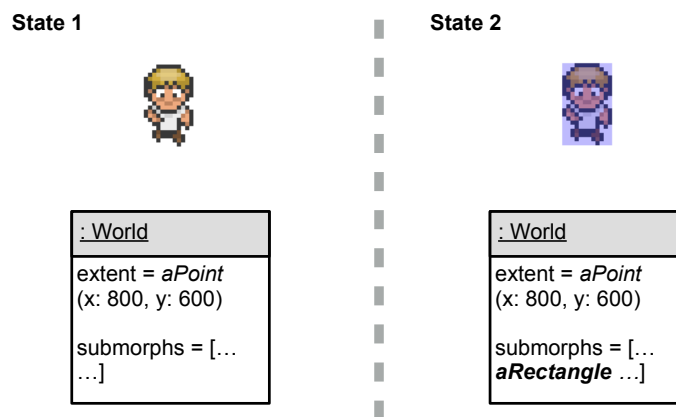 State 1
: World
extent = aPoint
(x: 800, y: 600)
submorphs = […
…]
State 2
: World
extent = aPoint
(x: 800, y: 600)
submorphs = […
aRectangle …]